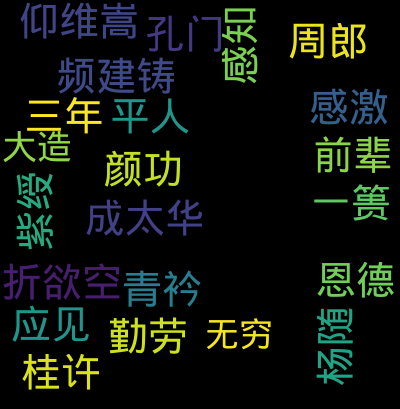 仰维嵩
孔门
感知
周郎
频建铸
感激
三年
平人
大造
颜功
前辈
紫绶
成太华
一篑
折欲空
青衿
恩德
应见
勤劳
无穷
杨随
桂许